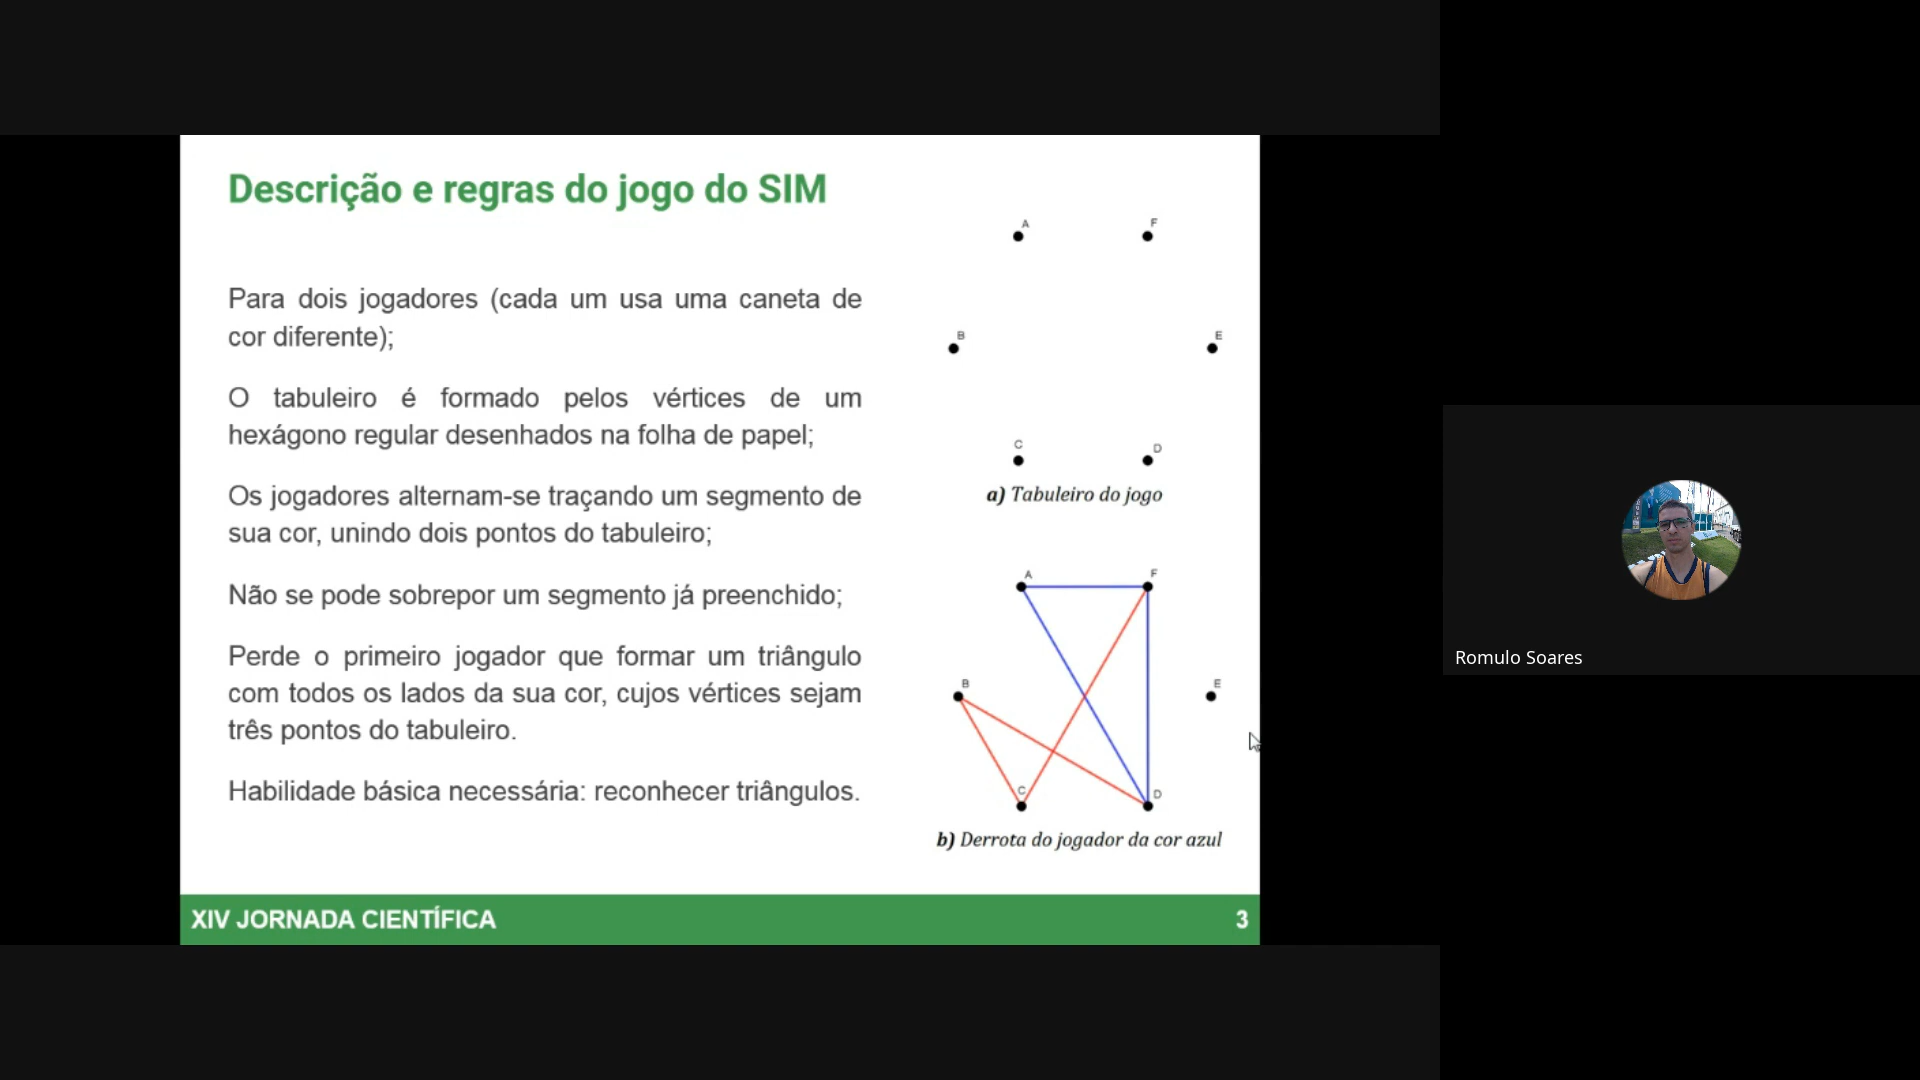 Descrição e regras do jogo do SIM
Para dois jogadores (cada um usa uma caneta de
cor diferente);
O tabuleiro é formado pelos vértices de um
hexágono regular desenhados na folha de papel;
Os jogadores alternam-se traçando um segmento de
sua cor, unindo dois pontos do tabuleiro;
Não se pode sobrepor um segmento já preenchido;
Perde o primeiro jogador que formar um triângulo
com todos os lados da sua cor, cujos vértices sejam
três pontos do tabuleiro.
Habilidade básica necessária: reconhecer triângulos.
A F
B E
C D
a) Tabuleiro do jogo
A F
B E
C D
b) Derrota do jogador da cor azul
XIV JORNADA CIENTÍFICA 3
Romulo Soares